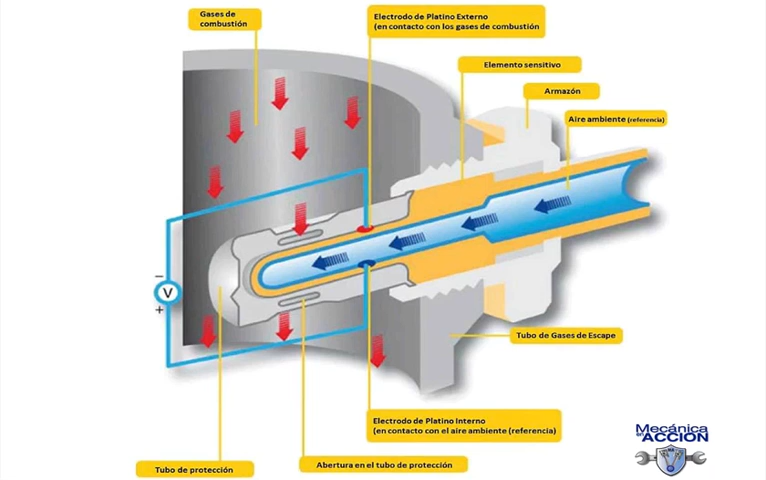 Gases de
combustión
Electrodo de Platino Externo
(en contacto con los gases de combustión
Elemento sensitivo
Armazón
Aire ambiente (referencia)
−
V
+
Tubo de Gases de Escape
Electrodo de Platino Interno
(en contacto con el aire ambiente (referencia)
Tubo de protección
Abertura en el tubo de protección
Mecánica
en ACCIÓN